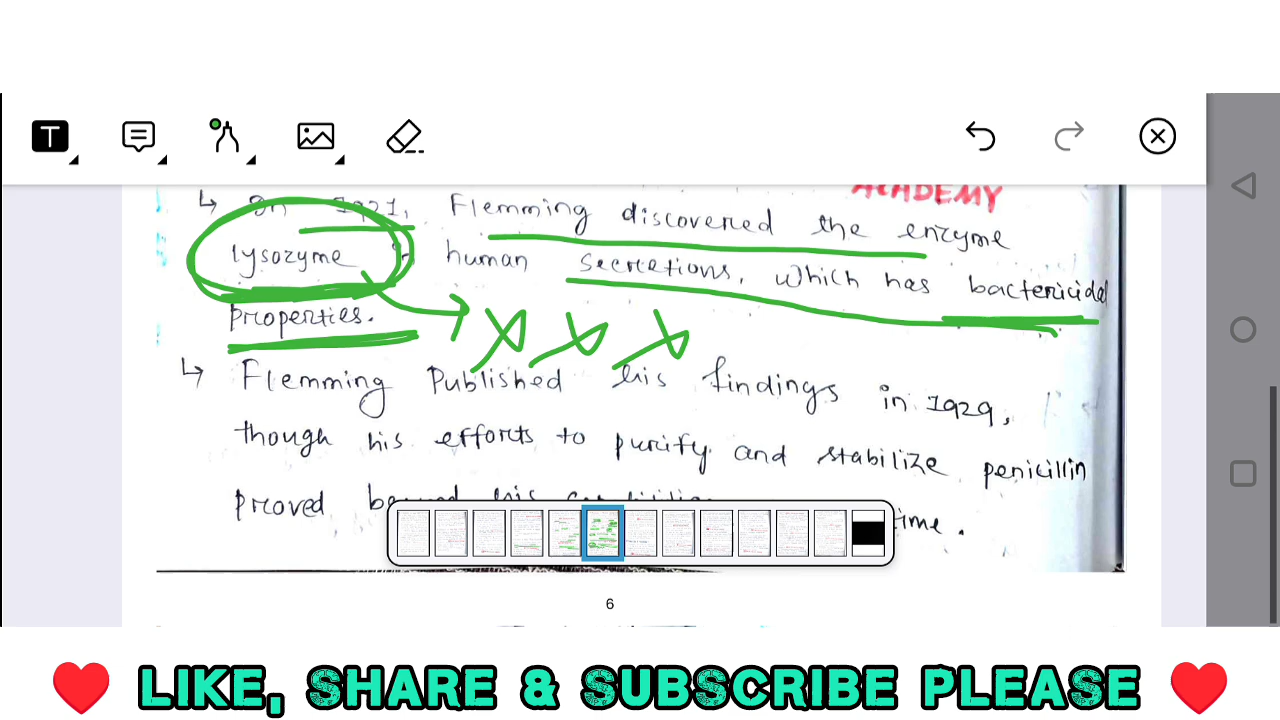 T
ACADEMY
↳ In 1921, Flemming discovered the enzyme
lysozyme human secretions, which has bactericidal
properties.
↳ Flemming Published his findings in 1929,
though his efforts to purify and stabilize penicillin
proved time.
6
LIKE, SHARE & SUBSCRIBE PLEASE